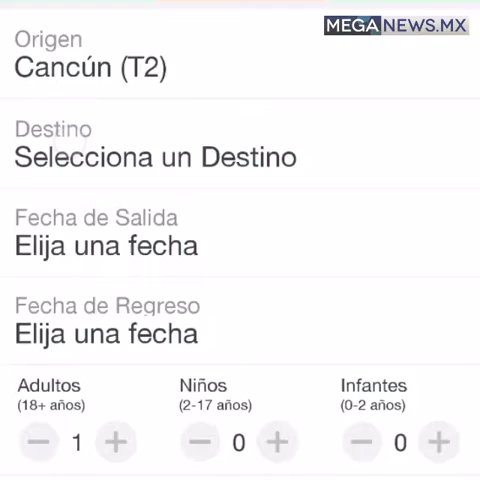 MEGANEWS.MX
Origen
Cancún (T2)
Destino
Selecciona un Destino
Fecha de Salida
Elija una fecha
Fecha de Regreso
Elija una fecha
Adultos Niños Infantes
(18+ años) (2-17 años) (0-2 años)
− 1 + − 0 + − 0 +